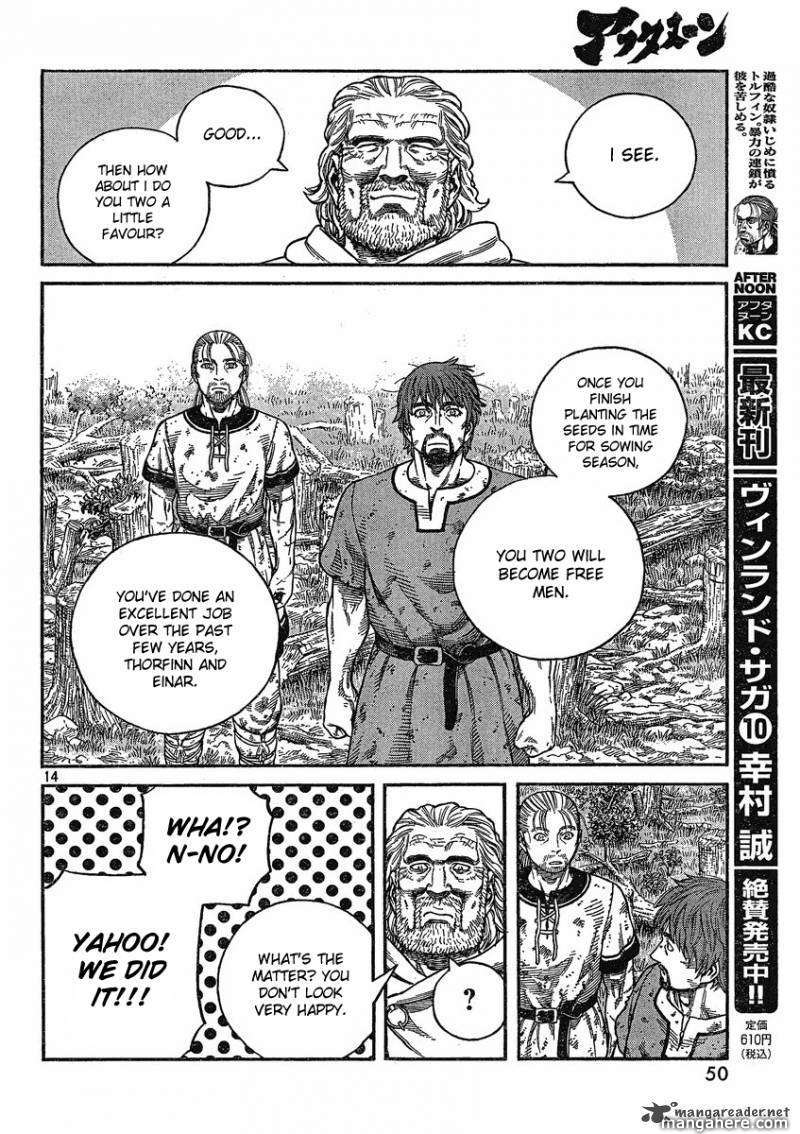 アフタヌーン
I SEE.
GOOD...
THEN HOW
ABOUT I DO
YOU TWO A
LITTLE
FAVOUR?
ONCE YOU
FINISH
PLANTING THE
SEEDS IN TIME
FOR SOWING
SEASON,
YOU TWO WILL
BECOME FREE
MEN.
YOU'VE DONE AN
EXCELLENT JOB
OVER THE PAST
FEW YEARS,
THORFINN AND
EINAR.
14
?
WHA!?
N-NO!
WHAT'S THE
MATTER? YOU
DON'T LOOK
VERY HAPPY.
YAHOO!
WE DID
IT!!!
過酷な奴隷いじめに憤る
トルフィン。暴力の連鎖が
彼を苦しめる。
AFTER
NOON
アフタ
ヌーン
KC
最新刊
ヴィンランド・サガ⑩
幸村 誠
絶賛発売中!!
定価
610円
(税込)
50
mangareader.net
mangahere.com